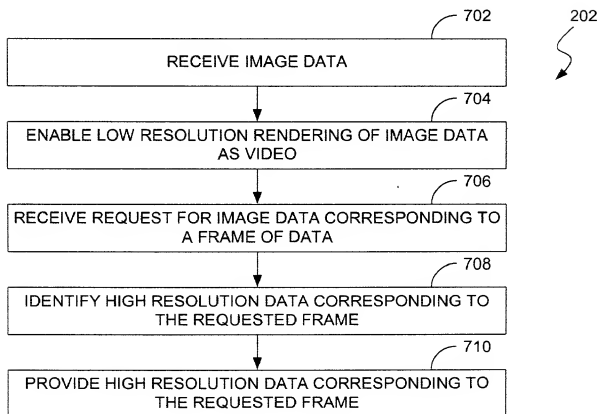 702
202
RECEIVE IMAGE DATA
704
ENABLE LOW RESOLUTION RENDERING OF IMAGE DATA
AS VIDEO
706
RECEIVE REQUEST FOR IMAGE DATA CORRESPONDING TO
A FRAME OF DATA
708
IDENTIFY HIGH RESOLUTION DATA CORRESPONDING TO
THE REQUESTED FRAME
710
PROVIDE HIGH RESOLUTION DATA CORRESPONDING TO
THE REQUESTED FRAME